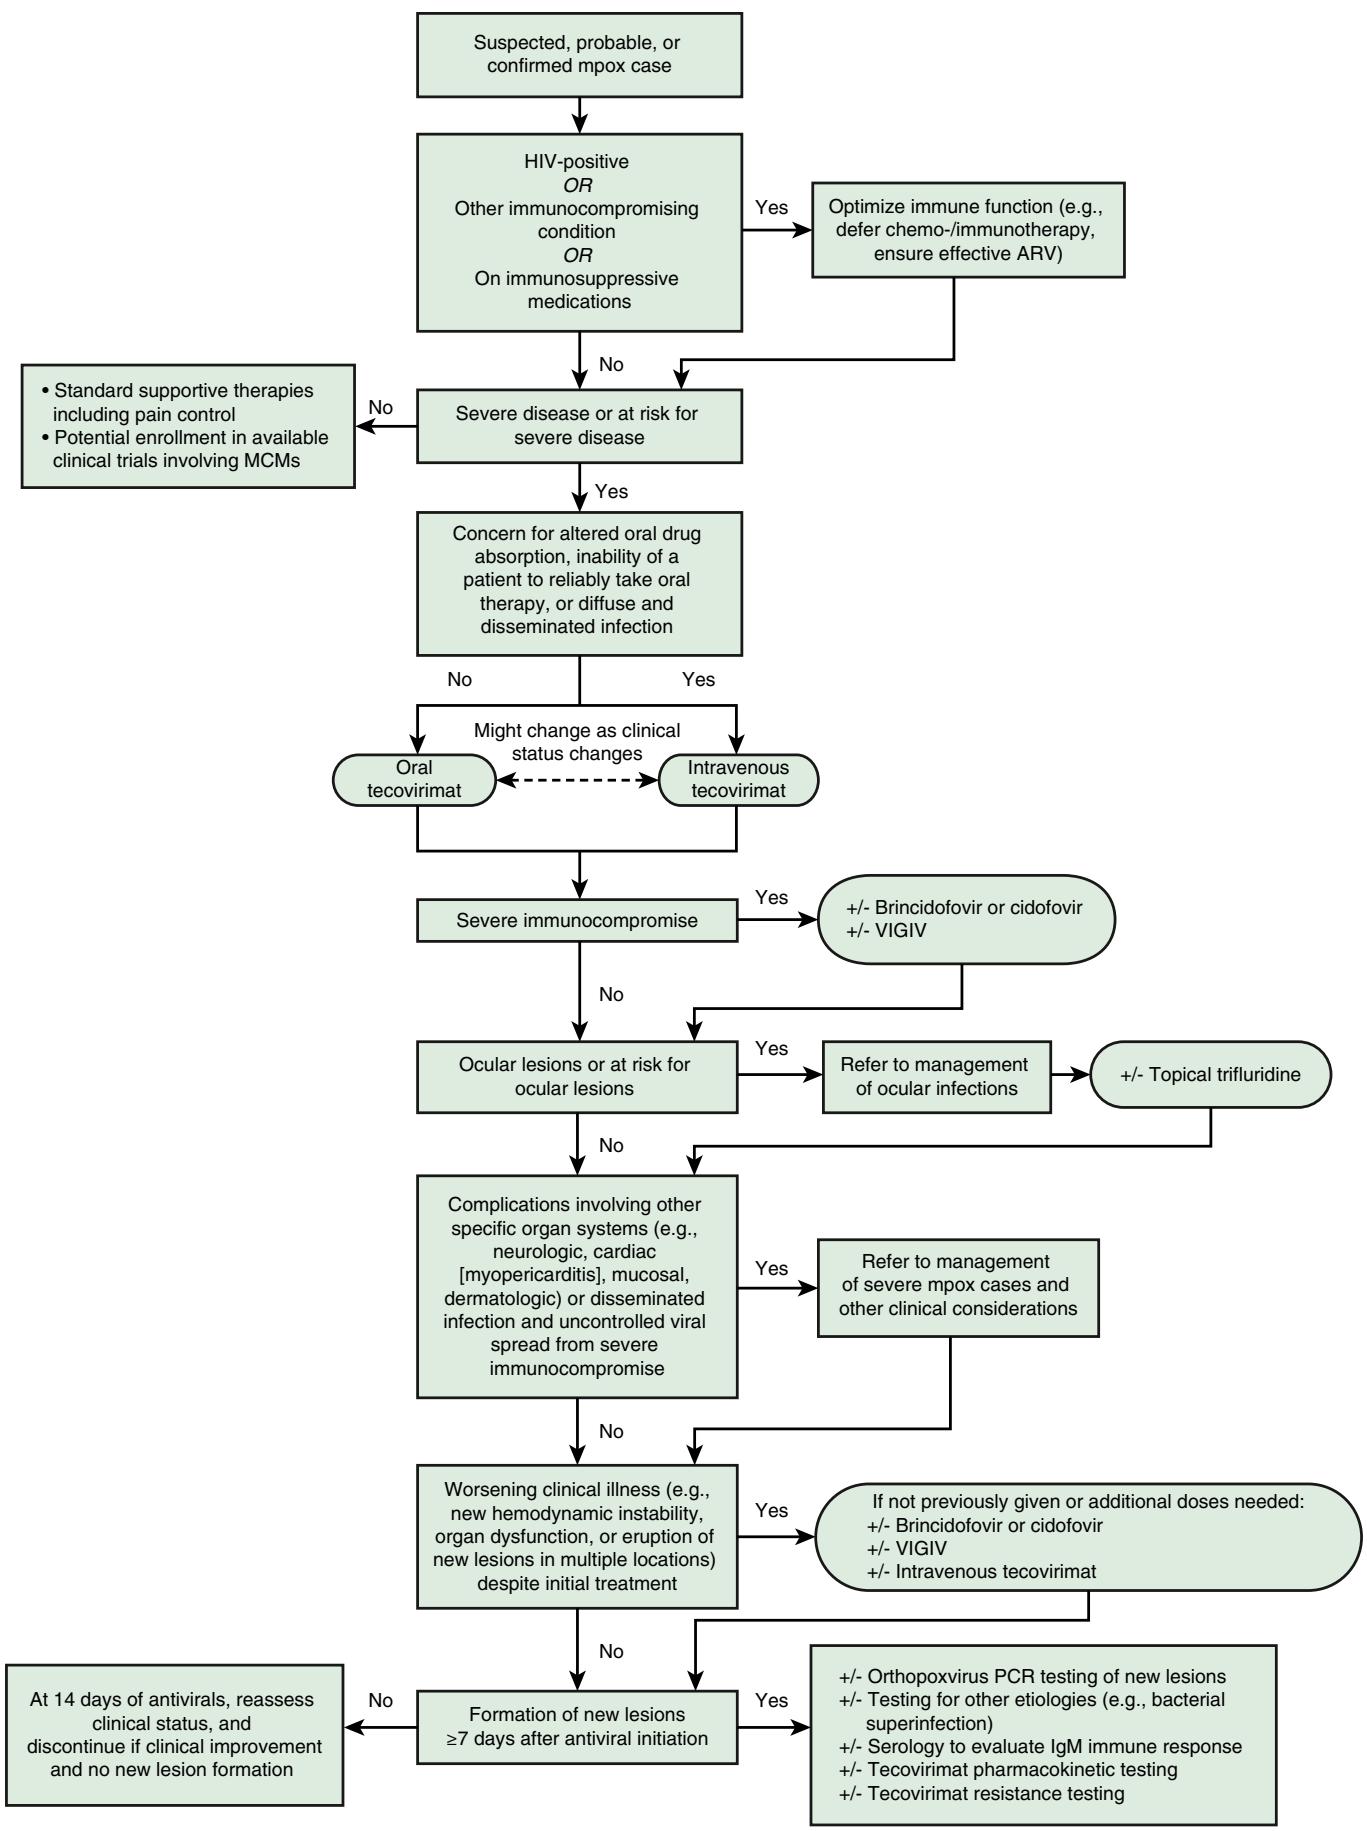 Suspected, probable, or
confirmed mpox case
HIV-positive
OR
Other immunocompromising
condition
OR
On immunosuppressive
medications
Yes
Optimize immune function (e.g.,
defer chemo-/immunotherapy,
ensure effective ARV)
No
Severe disease or at risk for
severe disease
No
• Standard supportive therapies
including pain control
• Potential enrollment in available
clinical trials involving MCMs
Yes
Concern for altered oral drug
absorption, inability of a
patient to reliably take oral
therapy, or diffuse and
disseminated infection
No
Yes
Might change as clinical
status changes
Oral
tecovirimat
Intravenous
tecovirimat
Severe immunocompromise
Yes
+/- Brincidofovir or cidofovir
+/- VIGIV
No
Ocular lesions or at risk for
ocular lesions
Yes
Refer to management
of ocular infections
+/- Topical trifluridine
No
Complications involving other
specific organ systems (e.g.,
neurologic, cardiac
[myopericarditis], mucosal,
dermatologic) or disseminated
infection and uncontrolled viral
spread from severe
immunocompromise
Yes
Refer to management
of severe mpox cases and
other clinical considerations
No
Worsening clinical illness (e.g.,
new hemodynamic instability,
organ dysfunction, or eruption of
new lesions in multiple locations)
despite initial treatment
Yes
If not previously given or additional doses needed:
+/- Brincidofovir or cidofovir
+/- VIGIV
+/- Intravenous tecovirimat
No
Formation of new lesions
≥7 days after antiviral initiation
No
At 14 days of antivirals, reassess
clinical status, and
discontinue if clinical improvement
and no new lesion formation
Yes
+/- Orthopoxvirus PCR testing of new lesions
+/- Testing for other etiologies (e.g., bacterial
superinfection)
+/- Serology to evaluate IgM immune response
+/- Tecovirimat pharmacokinetic testing
+/- Tecovirimat resistance testing